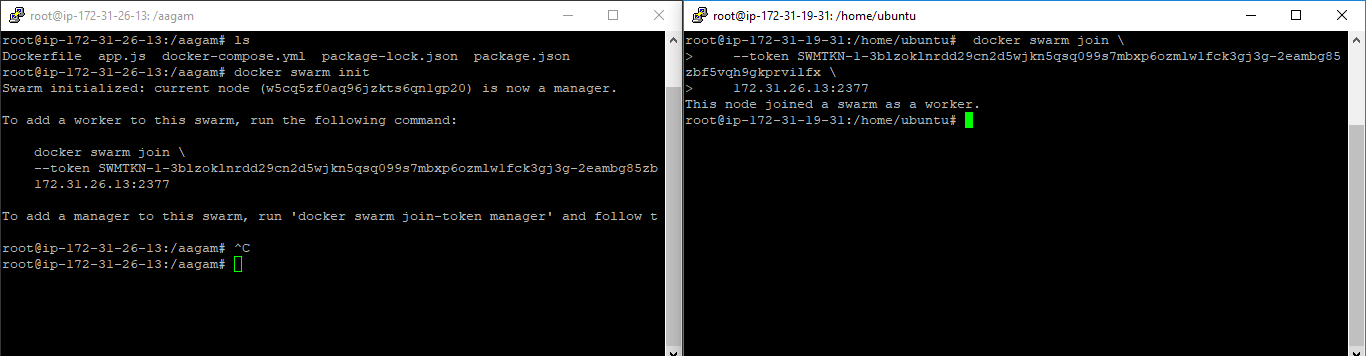 root@ip-172-31-26-13: /aagam
root@ip-172-31-26-13:/aagam# ls
Dockerfile  app.js  docker-compose.yml  package-lock.json  package.json
root@ip-172-31-26-13:/aagam# docker swarm init
Swarm initialized: current node (w5cq5zf0aq96jzkts6qn1gp20) is now a manager.
To add a worker to this swarm, run the following command:
    docker swarm join \
    --token SWMTKN-1-3blzoklnrdd29cn2d5wjkn5qsq099s7mbxp6ozmlwlfck3gj3g-2eambg85zb
    172.31.26.13:2377
To add a manager to this swarm, run 'docker swarm join-token manager' and follow t
root@ip-172-31-26-13:/aagam# ^C
root@ip-172-31-26-13:/aagam#
root@ip-172-31-19-31: /home/ubuntu
root@ip-172-31-19-31:/home/ubuntu#  docker swarm join \
>     --token SWMTKN-1-3blzoklnrdd29cn2d5wjkn5qsq099s7mbxp6ozmlwlfck3gj3g-2eambg85
zbf5vqh9gkprvilfx \
>     172.31.26.13:2377
This node joined a swarm as a worker.
root@ip-172-31-19-31:/home/ubuntu#